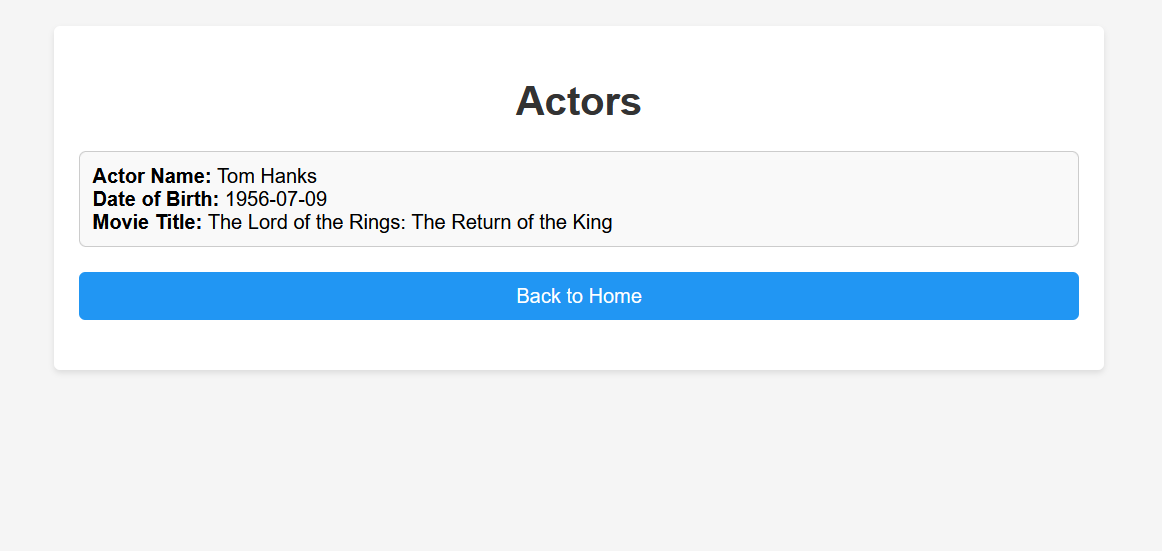 Actors
Actor Name: Tom Hanks
Date of Birth: 1956-07-09
Movie Title: The Lord of the Rings: The Return of the King
Back to Home